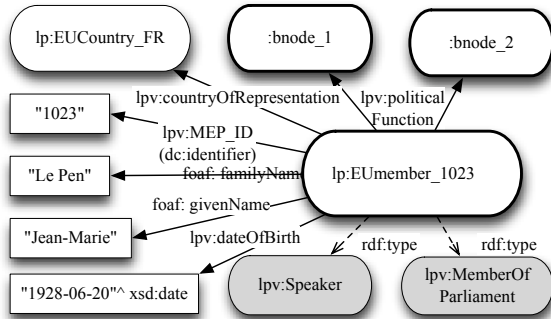 lp:EUCountry_FR
:bnode_1
:bnode_2
lpv:countryOfRepresentation
lpv:political
Function
"1023"
lpv:MEP_ID
(dc:identifier)
lp:EUmember_1023
"Le Pen"
foaf: familyName
foaf: givenName
"Jean-Marie"
lpv:dateOfBirth
rdf:type
rdf:type
"1928-06-20"^ xsd:date
lpv:Speaker
lpv:MemberOf
Parliament